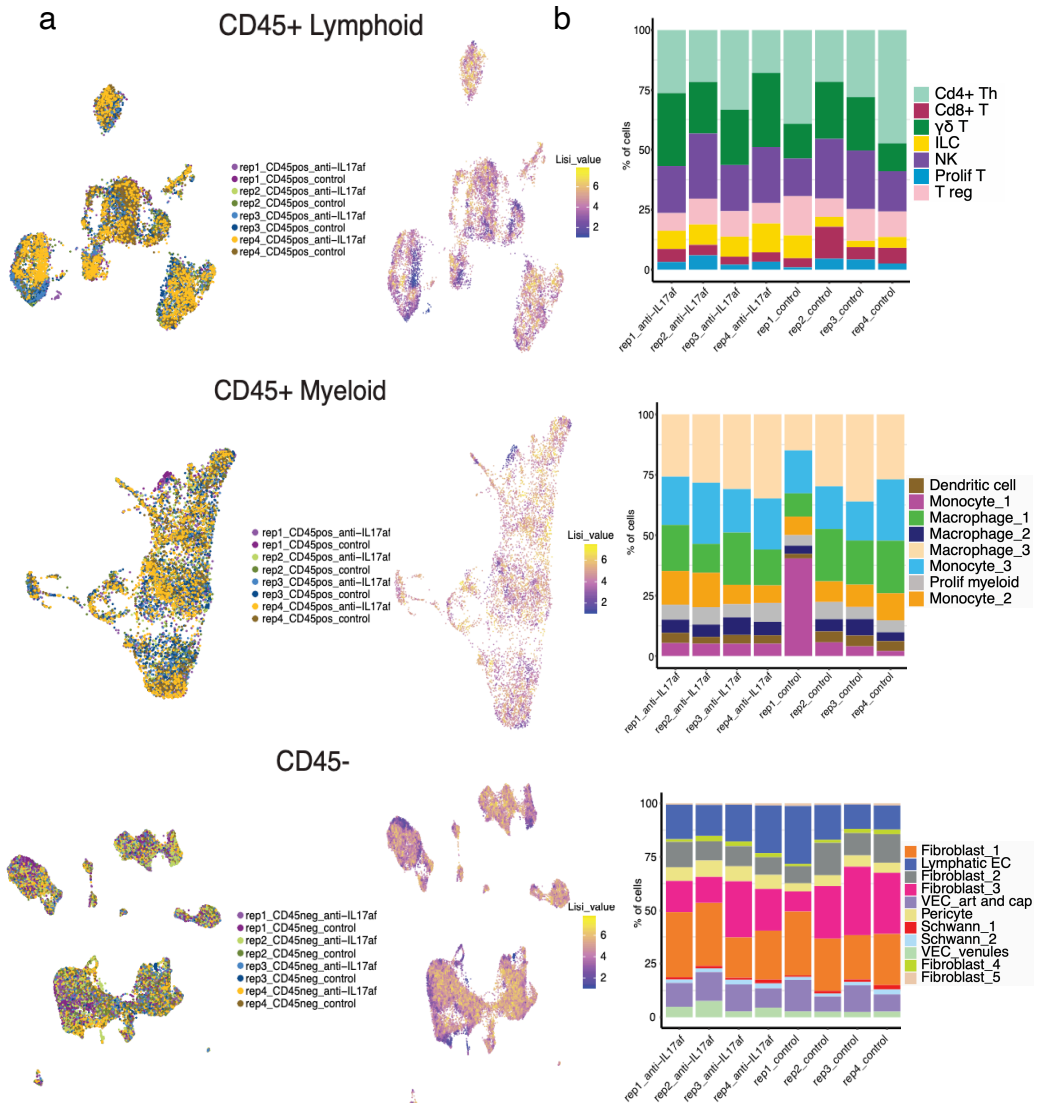 a
b
CD45+ Lymphoid
rep1_CD45pos_anti−IL17af
rep1_CD45pos_control
rep2_CD45pos_anti−IL17af
rep2_CD45pos_control
rep3_CD45pos_anti−IL17af
rep3_CD45pos_control
rep4_CD45pos_anti−IL17af
rep4_CD45pos_control
Lisi_value
6
4
2
% of cells
100
75
50
25
0
rep1_anti−IL17af
rep2_anti−IL17af
rep3_anti−IL17af
rep4_anti−IL17af
rep1_control
rep2_control
rep3_control
rep4_control
Cd4+ Th
Cd8+ T
γδ T
ILC
NK
Prolif T
T reg
CD45+ Myeloid
rep1_CD45pos_anti−IL17af
rep1_CD45pos_control
rep2_CD45pos_anti−IL17af
rep2_CD45pos_control
rep3_CD45pos_anti−IL17af
rep3_CD45pos_control
rep4_CD45pos_anti−IL17af
rep4_CD45pos_control
Lisi_value
6
4
2
% of cells
100
75
50
25
0
rep1_anti−IL17af
rep2_anti−IL17af
rep3_anti−IL17af
rep4_anti−IL17af
rep1_control
rep2_control
rep3_control
rep4_control
Dendritic cell
Monocyte_1
Macrophage_1
Macrophage_2
Macrophage_3
Monocyte_3
Prolif myeloid
Monocyte_2
CD45-
rep1_CD45neg_anti−IL17af
rep1_CD45neg_control
rep2_CD45neg_anti−IL17af
rep2_CD45neg_control
rep3_CD45neg_anti−IL17af
rep3_CD45neg_control
rep4_CD45neg_anti−IL17af
rep4_CD45neg_control
Lisi_value
6
4
2
% of cells
100
75
50
25
0
rep1_anti−IL17af
rep2_anti−IL17af
rep3_anti−IL17af
rep4_anti−IL17af
rep1_control
rep2_control
rep3_control
rep4_control
Fibroblast_1
Lymphatic EC
Fibroblast_2
Fibroblast_3
VEC_art and cap
Pericyte
Schwann_1
Schwann_2
VEC_venules
Fibroblast_4
Fibroblast_5